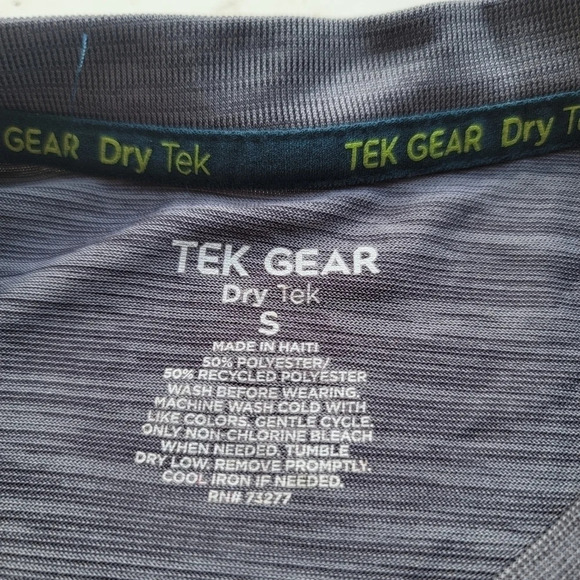 GEAR Dry Tek TEK GEAR Dry
TEK GEAR
Dry Tek
S
MADE IN HAITI
50% POLYESTER/
50% RECYCLED POLYESTER
WASH BEFORE WEARING.
MACHINE WASH COLD WITH
LIKE COLORS, GENTLE CYCLE.
ONLY NON-CHLORINE BLEACH
WHEN NEEDED. TUMBLE
DRY LOW. REMOVE PROMPTLY.
COOL IRON IF NEEDED.
RN# 73277